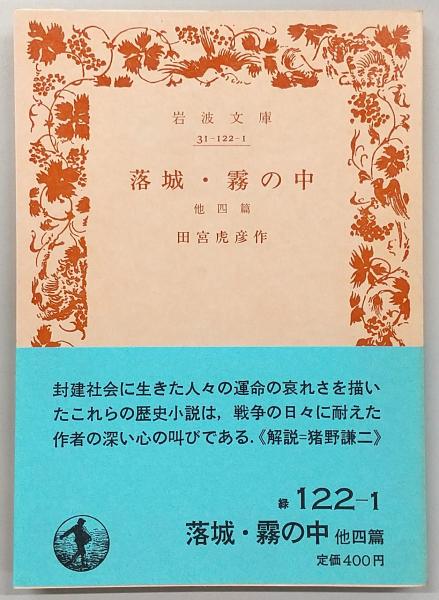 岩波文庫
31-122-1
落城・霧の中
他四篇
田宮虎彦作
封建社会に生きた人々の運命の哀れさを描い
たこれらの歴史小説は，戦争の日々に耐えた
作者の深い心の叫びである．《解説=猪野謙二》
緑 122-1
落城・霧の中 他四篇
定価400円